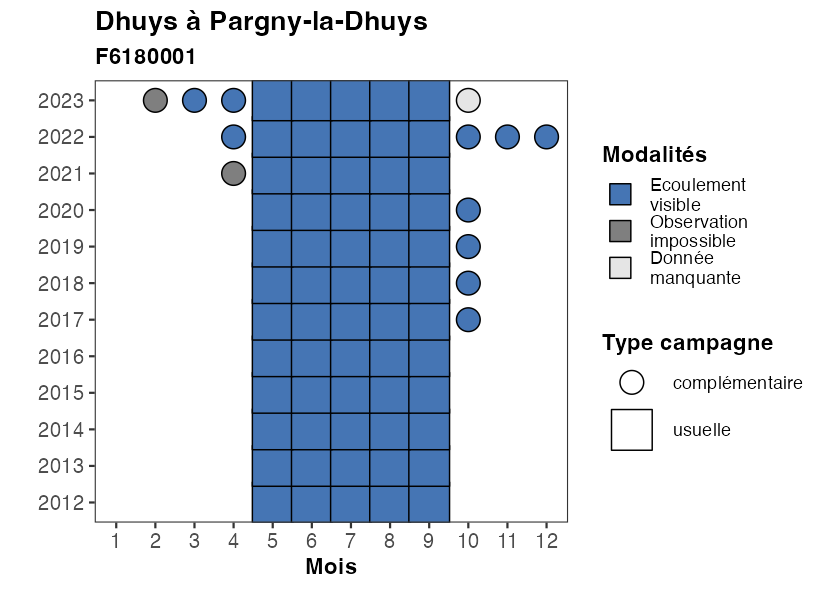 Dhuys à Pargny-la-Dhuys
F6180001
2023
2022
2021
2020
2019
2018
2017
2016
2015
2014
2013
2012
1 2 3 4 5 6 7 8 9 10 11 12
Mois
Modalités
Ecoulement
visible
Observation
impossible
Donnée
manquante
Type campagne
complémentaire
usuelle